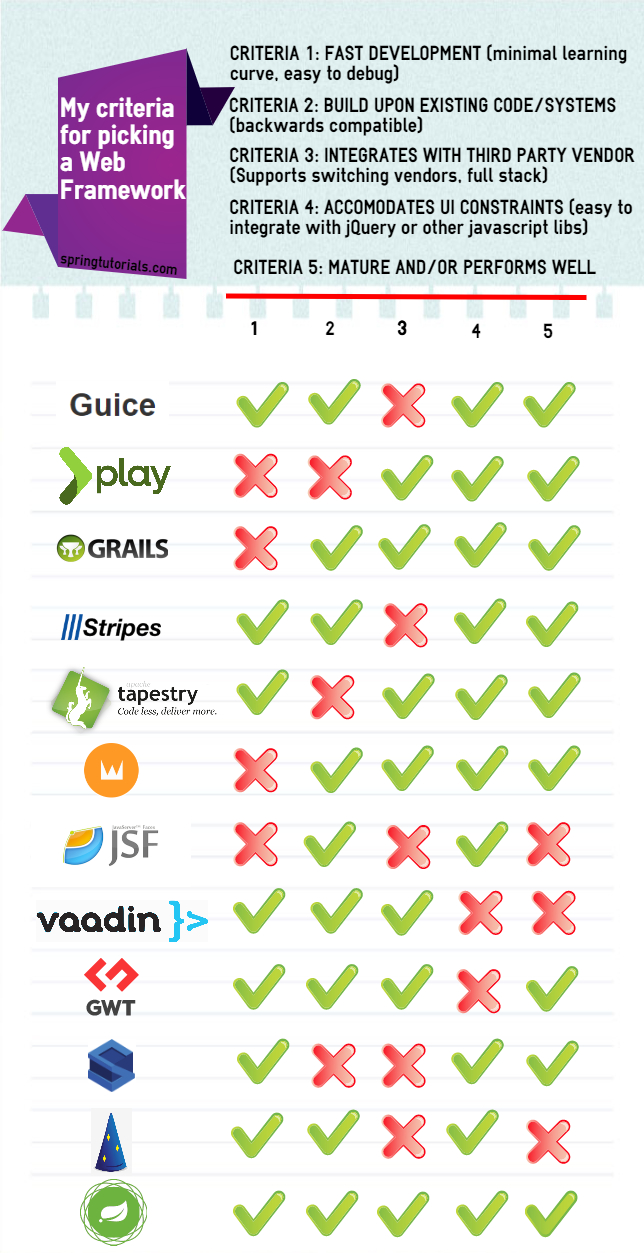 My criteria
for picking
a Web
Framework
springtutorials.com
CRITERIA 1: FAST DEVELOPMENT (minimal learning
curve, easy to debug)
CRITERIA 2: BUILD UPON EXISTING CODE/SYSTEMS
(backwards compatible)
CRITERIA 3: INTEGRATES WITH THIRD PARTY VENDOR
(Supports switching vendors, full stack)
CRITERIA 4: ACCOMODATES UI CONSTRAINTS (easy to
integrate with jQuery or other javascript libs)
CRITERIA 5: MATURE AND/OR PERFORMS WELL
1 2 3 4 5
Guice
play
GRAILS
Stripes
apache
tapestry
Code less, deliver more.
JavaServer™ Faces
JSF
vaadin }>
GWT